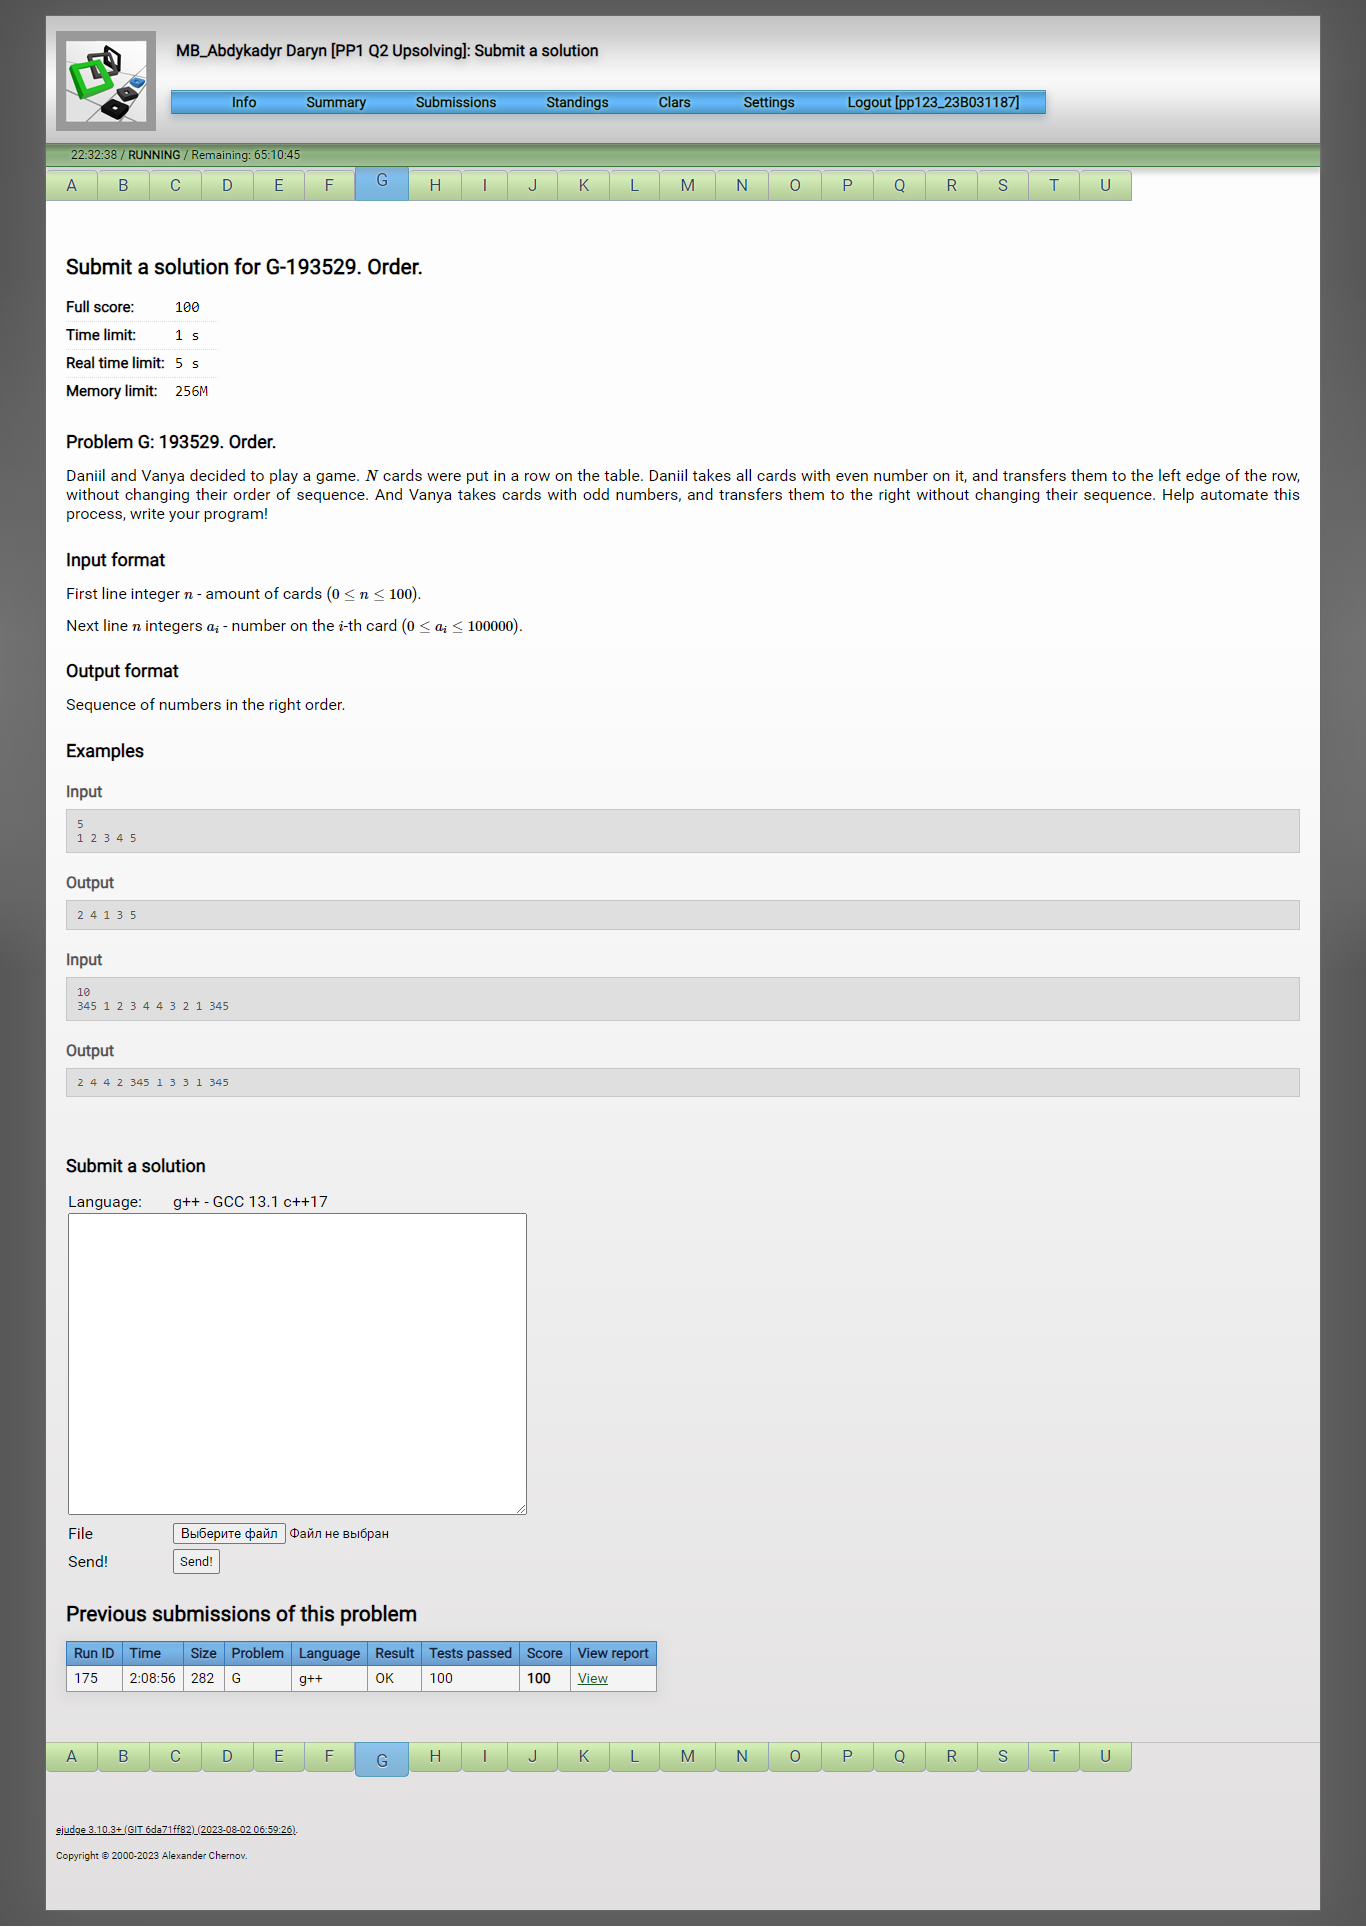 MB_Abdykadyr Daryn [PP1 Q2 Upsolving]: Submit a solution
Info Summary Submissions Standings Clars Settings Logout [pp123_23B031187]
22:32:38 / RUNNING / Remaining: 65:10:45
A B C D E F G H I J K L M N O P Q R S T U
Submit a solution for G-193529. Order.
Full score: 100
Time limit: 1 s
Real time limit: 5 s
Memory limit: 256M
Problem G: 193529. Order.
Daniil and Vanya decided to play a game. N cards were put in a row on the table. Daniil takes all cards with even number on it, and transfers them to the left edge of the row,
without changing their order of sequence. And Vanya takes cards with odd numbers, and transfers them to the right without changing their sequence. Help automate this
process, write your program!
Input format
First line integer n - amount of cards (0 ≤ n ≤ 100).
Next line n integers aᵢ - number on the i-th card (0 ≤ aᵢ ≤ 100000).
Output format
Sequence of numbers in the right order.
Examples
Input
5
1 2 3 4 5
Output
2 4 1 3 5
Input
10
345 1 2 3 4 4 3 2 1 345
Output
2 4 4 2 345 1 3 3 1 345
Submit a solution
Language: g++ - GCC 13.1 c++17
File Выберите файл Файл не выбран
Send! Send!
Previous submissions of this problem
Run ID Time Size Problem Language Result Tests passed Score View report
175 2:08:56 282 G g++ OK 100 100 View
A B C D E F G H I J K L M N O P Q R S T U
ejudge 3.10.3+ (GIT 6da71ff82) (2023-08-02 06:59:26).
Copyright © 2000-2023 Alexander Chernov.